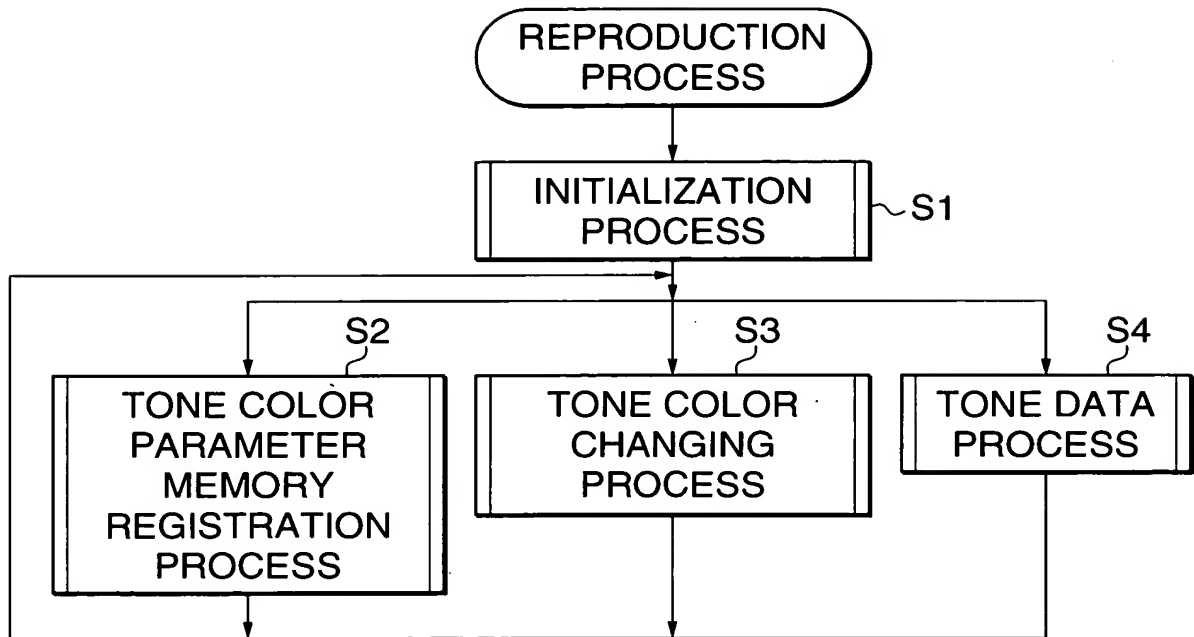 REPRODUCTION
PROCESS
INITIALIZATION
PROCESS
S1
S2
TONE COLOR
PARAMETER
MEMORY
REGISTRATION
PROCESS
S3
TONE COLOR
CHANGING
PROCESS
S4
TONE DATA
PROCESS